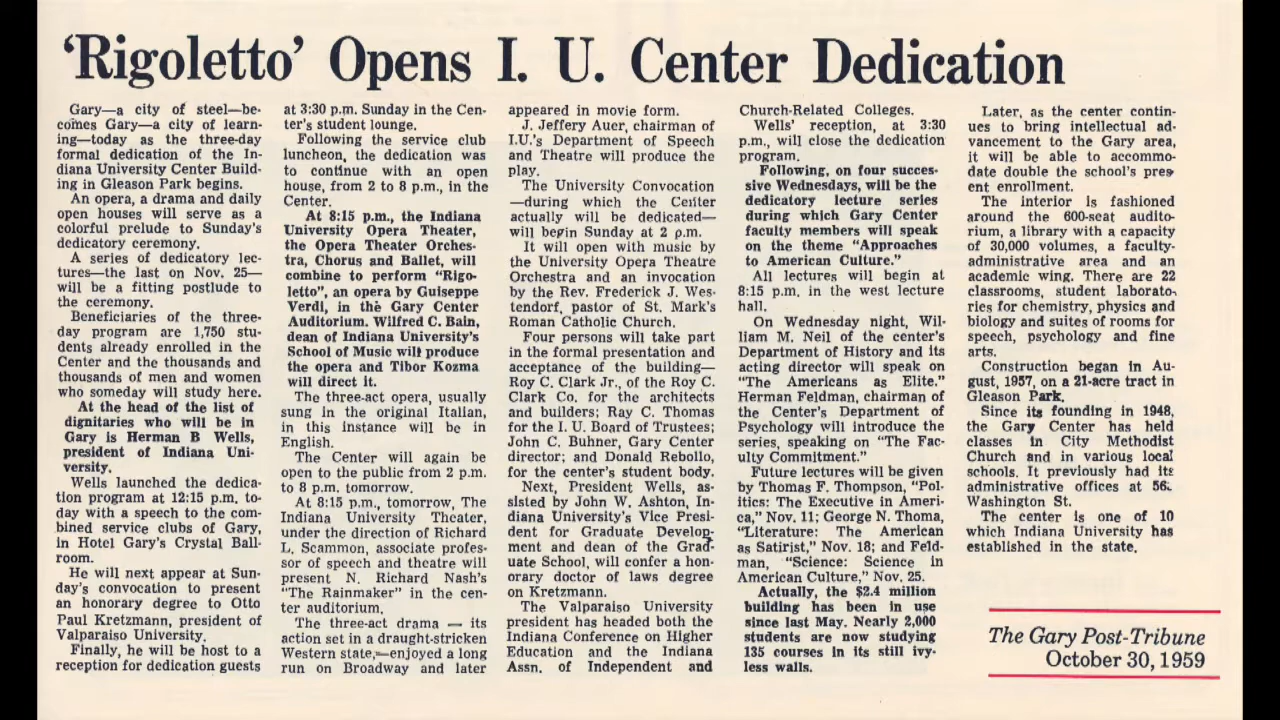 ‘Rigoletto’ Opens I. U. Center Dedication
Gary—a city of steel—be-
comes Gary—a city of learn-
ing—today as the three-day
formal dedication of the In-
diana University Center Build-
ing in Gleason Park begins.
An opera, a drama and daily
open houses will serve as a
colorful prelude to Sunday's
dedicatory ceremony.
A series of dedicatory lec-
tures—the last on Nov. 25—
will be a fitting postlude to
the ceremony.
Beneficiaries of the three-
day program are 1,750 stu-
dents already enrolled in the
Center and the thousands and
thousands of men and women
who someday will study here.
At the head of the list of
dignitaries who will be in
Gary is Herman B Wells,
president of Indiana Uni-
versity.
Wells launched the dedica-
tion program at 12:15 p.m. to-
day with a speech to the com-
bined service clubs of Gary,
in Hotel Gary's Crystal Ball-
room.
He will next appear at Sun-
day's convocation to present
an honorary degree to Otto
Paul Kretzmann, president of
Valparaiso University.
Finally, he will be host to a
reception for dedication guests
at 3:30 p.m. Sunday in the Cen-
ter's student lounge.
Following the service club
luncheon, the dedication was
to continue with an open
house, from 2 to 8 p.m., in the
Center.
At 8:15 p.m., the Indiana
University Opera Theater,
the Opera Theater Orches-
tra, Chorus and Ballet, will
combine to perform "Rigo-
letto", an opera by Guiseppe
Verdi, in the Gary Center
Auditorium. Wilfred C. Bain,
dean of Indiana University's
School of Music will produce
the opera and Tibor Kozma
will direct it.
The three-act opera, usually
sung in the original Italian,
in this instance will be in
English.
The Center will again be
open to the public from 2 p.m.
to 8 p.m. tomorrow.
At 8:15 p.m., tomorrow, The
Indiana University Theater,
under the direction of Richard
L. Scammon, associate profes-
sor of speech and theatre will
present N. Richard Nash's
"The Rainmaker" in the cen-
ter auditorium.
The three-act drama — its
action set in a draught-stricken
Western state,—enjoyed a long
run on Broadway and later
appeared in movie form.
J. Jeffery Auer, chairman of
I.U.'s Department of Speech
and Theatre will produce the
play.
The University Convocation
—during which the Center
actually will be dedicated—
will begin Sunday at 2 p.m.
It will open with music by
the University Opera Theatre
Orchestra and an invocation
by the Rev. Frederick J. Wes-
tendorf, pastor of St. Mark's
Roman Catholic Church.
Four persons will take part
in the formal presentation and
acceptance of the building—
Roy C. Clark Jr., of the Roy C.
Clark Co. for the architects
and builders; Ray C. Thomas
for the I. U. Board of Trustees;
John C. Buhner, Gary Center
director; and Donald Rebollo,
for the center's student body.
Next, President Wells, as-
sisted by John W. Ashton, In-
diana University's Vice Presi-
dent for Graduate Develop-
ment and dean of the Grad-
uate School, will confer a hon-
orary doctor of laws degree
on Kretzmann.
The Valparaiso University
president has headed both the
Indiana Conference on Higher
Education and the Indiana
Assn. of Independent and
Church-Related Colleges.
Wells' reception, at 3:30
p.m., will close the dedication
program.
Following, on four succes-
sive Wednesdays, will be the
dedicatory lecture series
during which Gary Center
faculty members will speak
on the theme "Approaches
to American Culture."
All lectures will begin at
8:15 p.m. in the west lecture
hall.
On Wednesday night, Wil-
liam M. Neil of the center's
Department of History and its
acting director will speak on
"The Americans as Elite."
Herman Feldman, chairman of
the Center's Department of
Psychology will introduce the
series, speaking on "The Fac-
ulty Commitment."
Future lectures will be given
by Thomas F. Thompson, "Pol-
itics: The Executive in Ameri-
ca," Nov. 11; George N. Thoma,
"Literature: The American
as Satirist," Nov. 18; and Feld-
man, "Science: Science in
American Culture," Nov. 25.
Actually, the $2.4 million
building has been in use
since last May. Nearly 2,000
students are now studying
135 courses in its still ivy-
less walls.
Later, as the center contin-
ues to bring intellectual ad-
vancement to the Gary area,
it will be able to accommo-
date double the school's pres-
ent enrollment.
The interior is fashioned
around the 600-seat audito-
rium, a library with a capacity
of 30,000 volumes, a faculty-
administrative area and an
academic wing. There are 22
classrooms, student laborato-
ries for chemistry, physics and
biology and suites of rooms for
speech, psychology and fine
arts.
Construction began in Au-
gust, 1957, on a 21-acre tract in
Gleason Park.
Since its founding in 1948,
the Gary Center has held
classes in City Methodist
Church and in various local
schools. It previously had its
administrative offices at
Washington St.
The center is one of 10
which Indiana University has
established in the state.
The Gary Post-Tribune
October 30, 1959